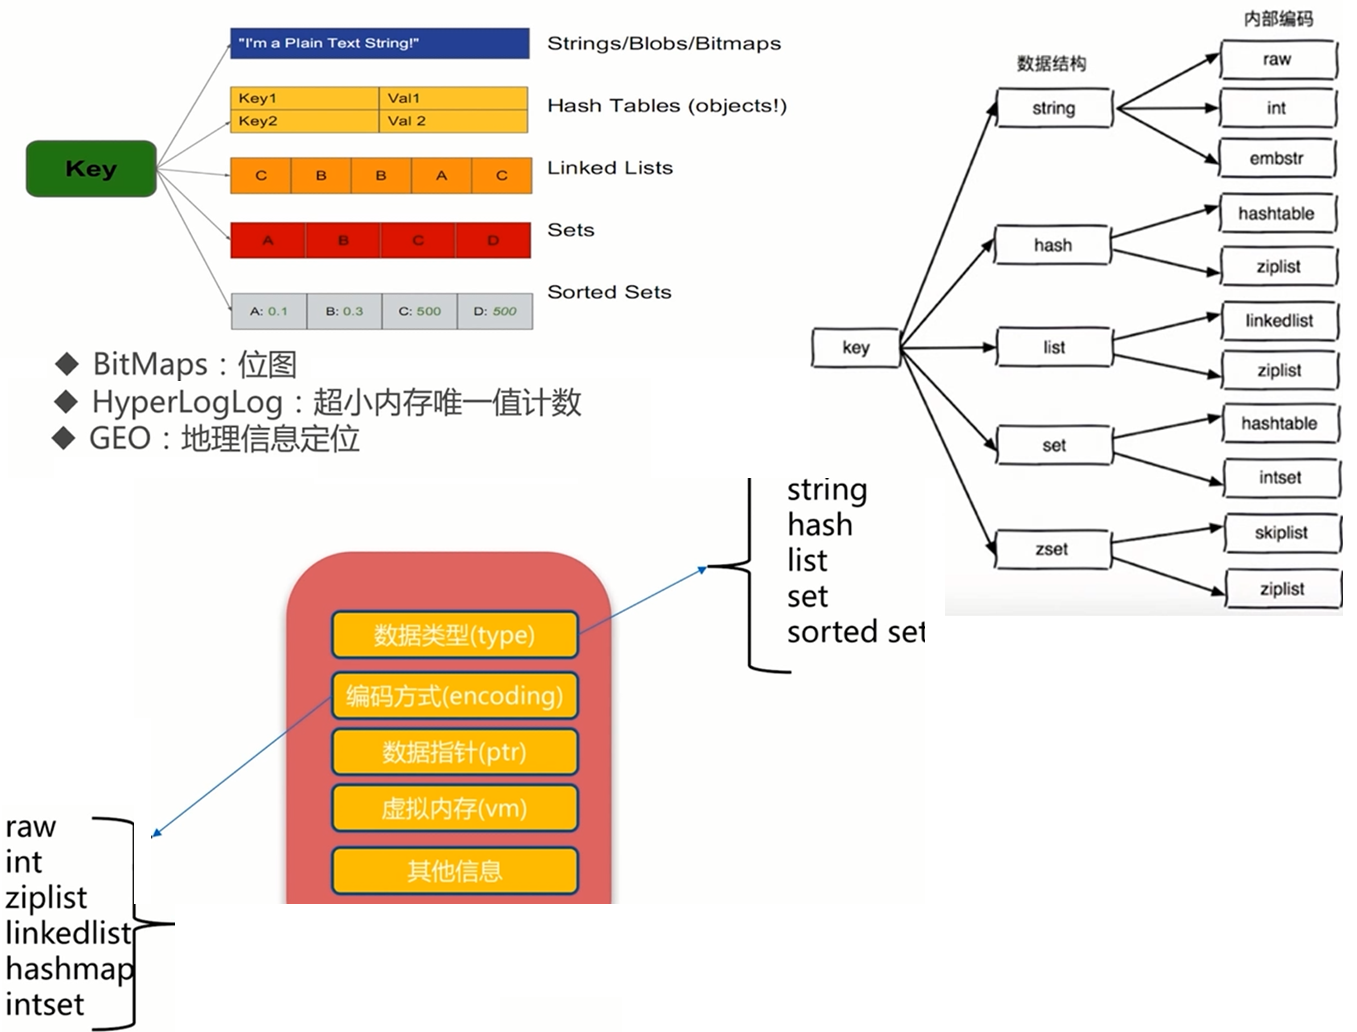 "I'm a Plain Text String!"
Strings/Blobs/Bitmaps
Key1 Val1
Key2 Val 2
Hash Tables (objects!)
Key
C B B A C
Linked Lists
A B C D
Sets
A: 0.1 B: 0.3 C: 500 D: 500
Sorted Sets
◆ BitMaps：位图
◆ HyperLogLog：超小内存唯一值计数
◆ GEO：地理信息定位
内部编码
数据结构
raw
string
int
embstr
hashtable
hash
ziplist
linkedlist
key
list
ziplist
hashtable
set
intset
skiplist
zset
ziplist
string
hash
list
set
sorted set
数据类型(type)
编码方式(encoding)
数据指针(ptr)
虚拟内存(vm)
其他信息
raw
int
ziplist
linkedlist
hashmap
intset